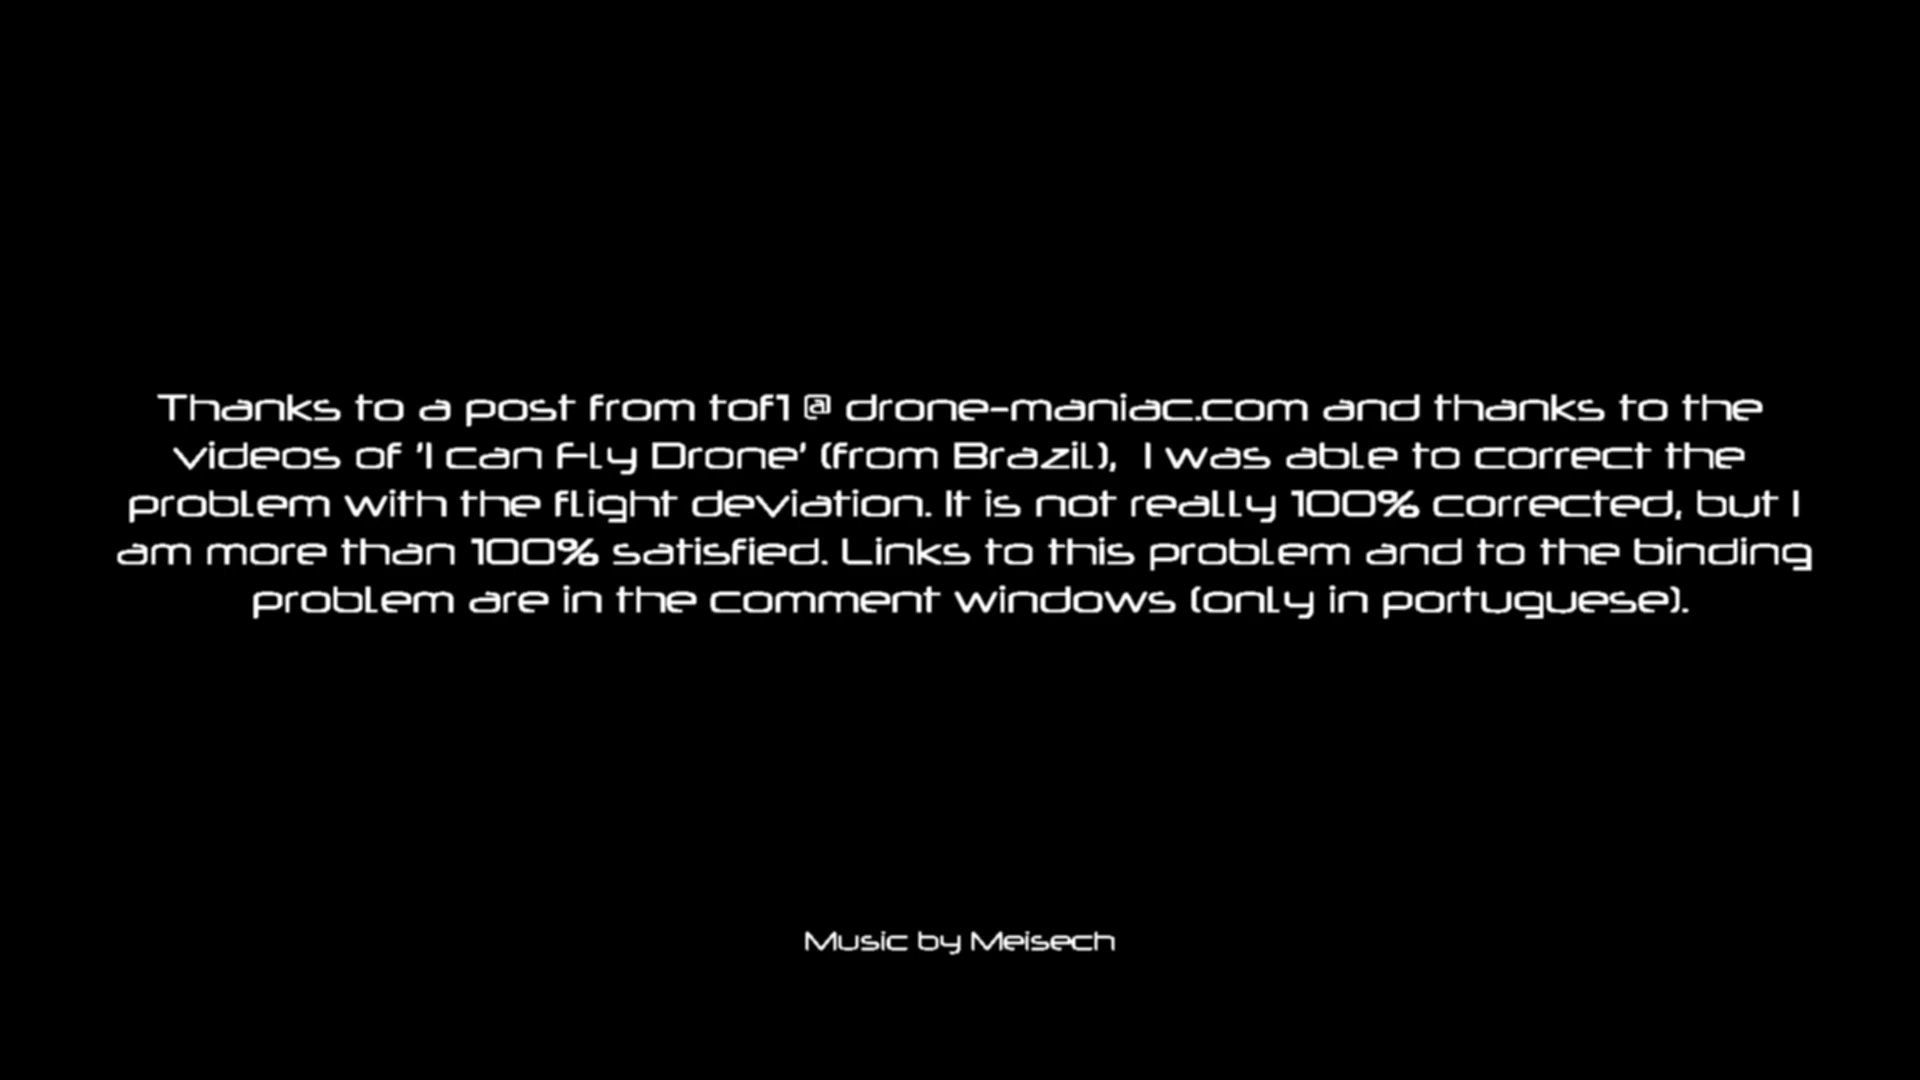 Thanks to a post from tof1 @ drone-maniac.com and thanks to the
videos of 'I can Fly Drone' (from Brazil),  I was able to correct the
problem with the flight deviation. It is not really 100% corrected, but I
am more than 100% satisfied. Links to this problem and to the binding
problem are in the comment windows (only in portuguese).
Music by Meisech